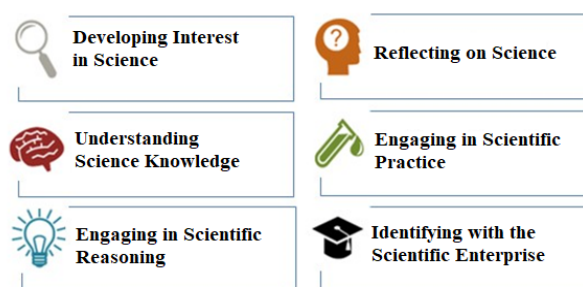 Developing Interest
in Science
Reflecting on Science
Understanding
Science Knowledge
Engaging in Scientific
Practice
Engaging in Scientific
Reasoning
Identifying with the
Scientific Enterprise
?